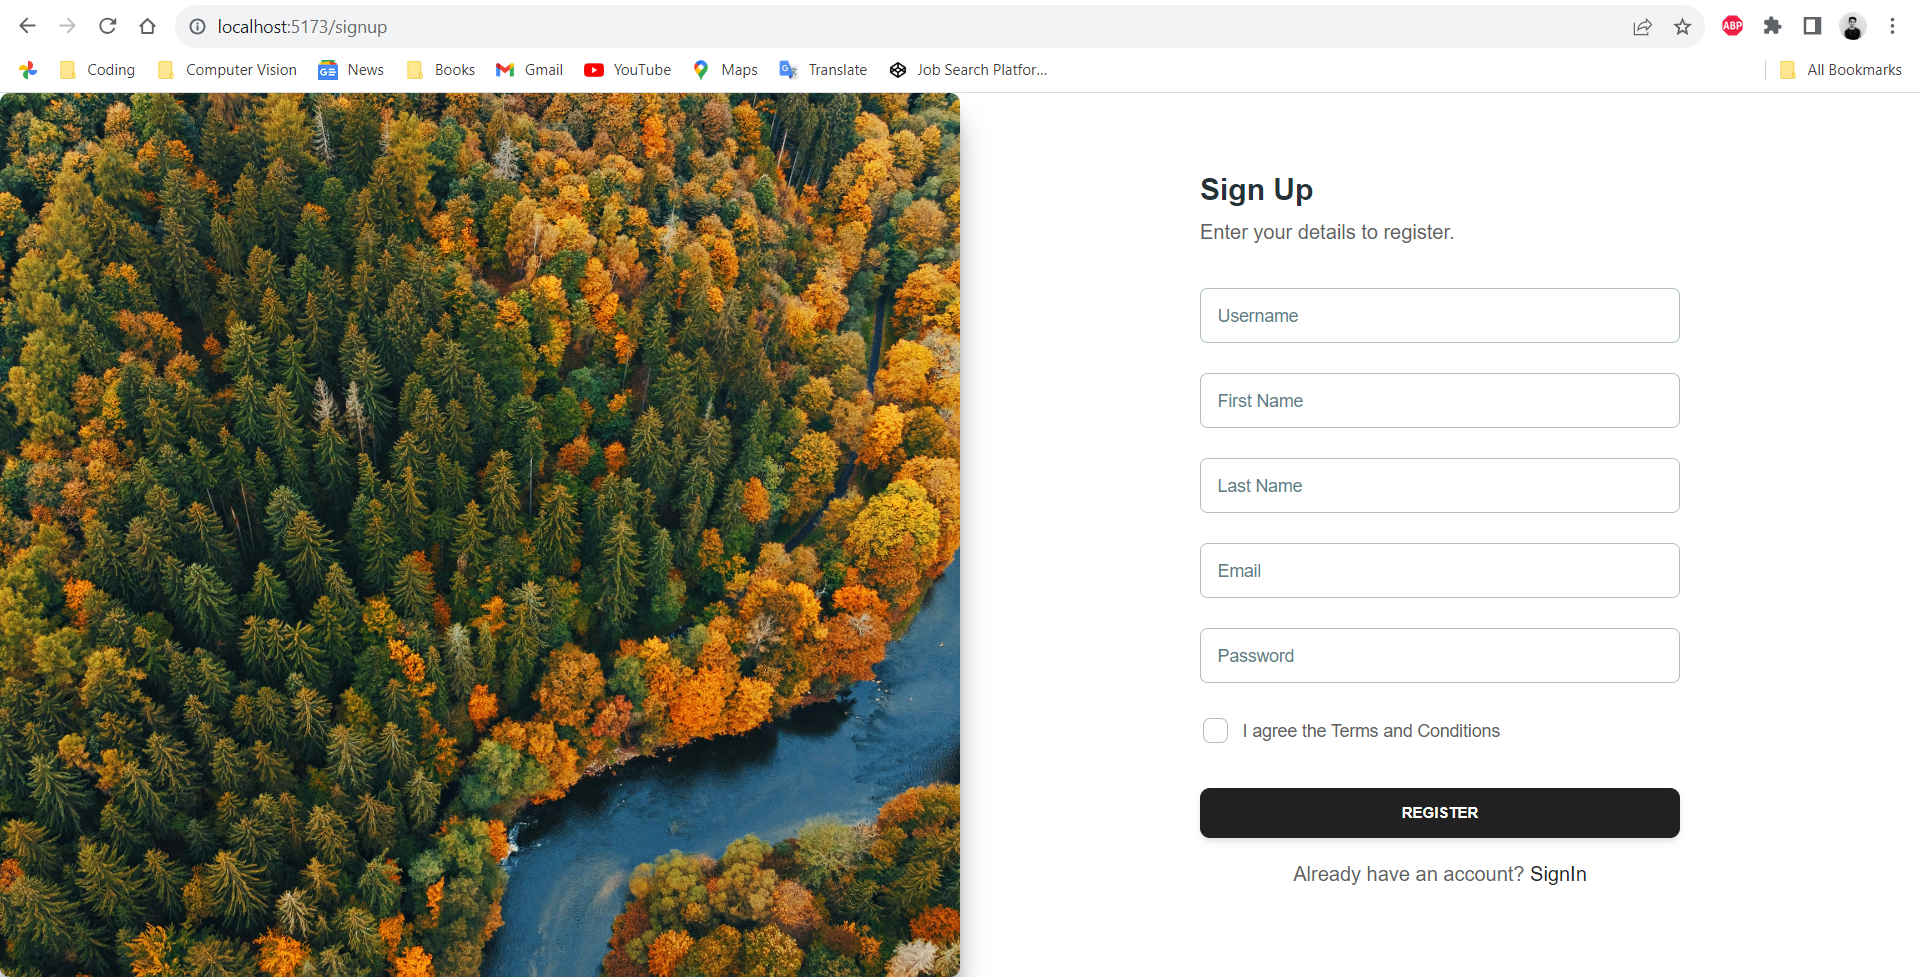 localhost:5173/signup
ABP
Coding
Computer Vision
GE
News
Books
Gmail
YouTube
Maps
G
Translate
Job Search Platfor...
All Bookmarks
Sign Up
Enter your details to register.
Username
First Name
Last Name
Email
Password
I agree the Terms and Conditions
REGISTER
Already have an account? SignIn